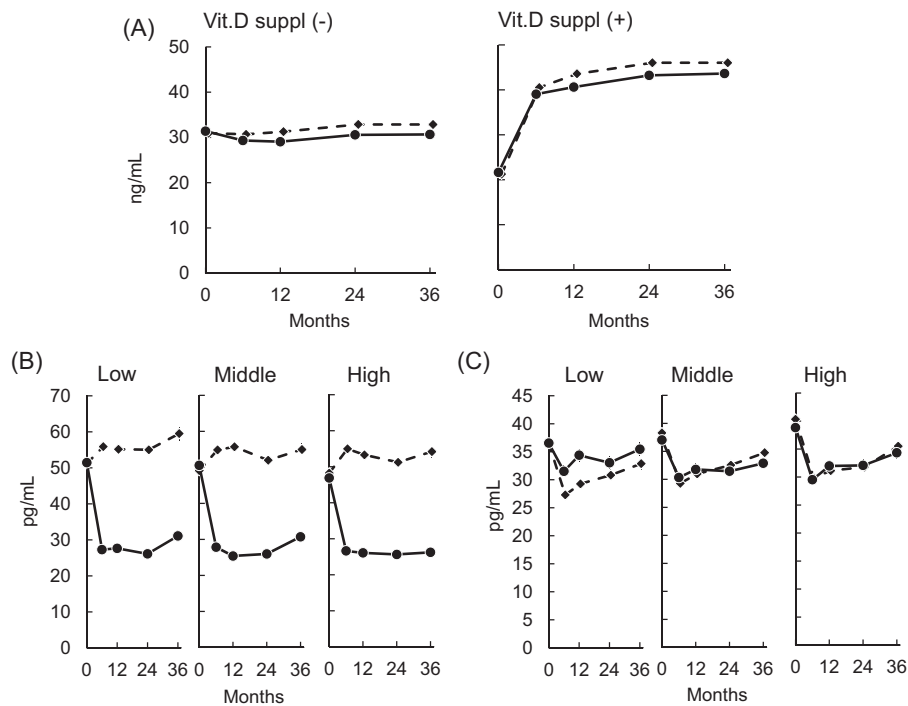 (A)
Vit.D suppl (-)
Vit.D suppl (+)
50
40
30
20
10
0
ng/mL
0 12 24 36
Months
0 12 24 36
Months
(B)
Low Middle High
70
60
50
40
30
20
10
0
pg/mL
0 12 24 36 0 12 24 36 0 12 24 36
Months Months Months
(C)
Low Middle High
45
40
35
30
25
20
15
10
5
0
pg/mL
0 12 24 36 0 12 24 36 0 12 24 36
Months Months Months